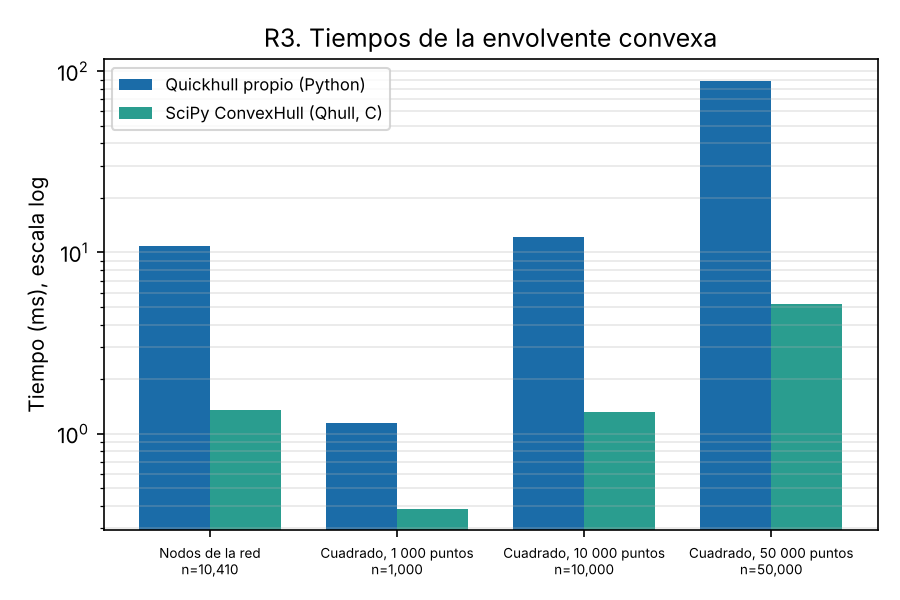 R3. Tiempos de la envolvente convexa
Quickhull propio (Python)
SciPy ConvexHull (Qhull, C)
Tiempo (ms), escala log
10²
10¹
10⁰
Nodos de la red
n=10,410
Cuadrado, 1 000 puntos
n=1,000
Cuadrado, 10 000 puntos
n=10,000
Cuadrado, 50 000 puntos
n=50,000